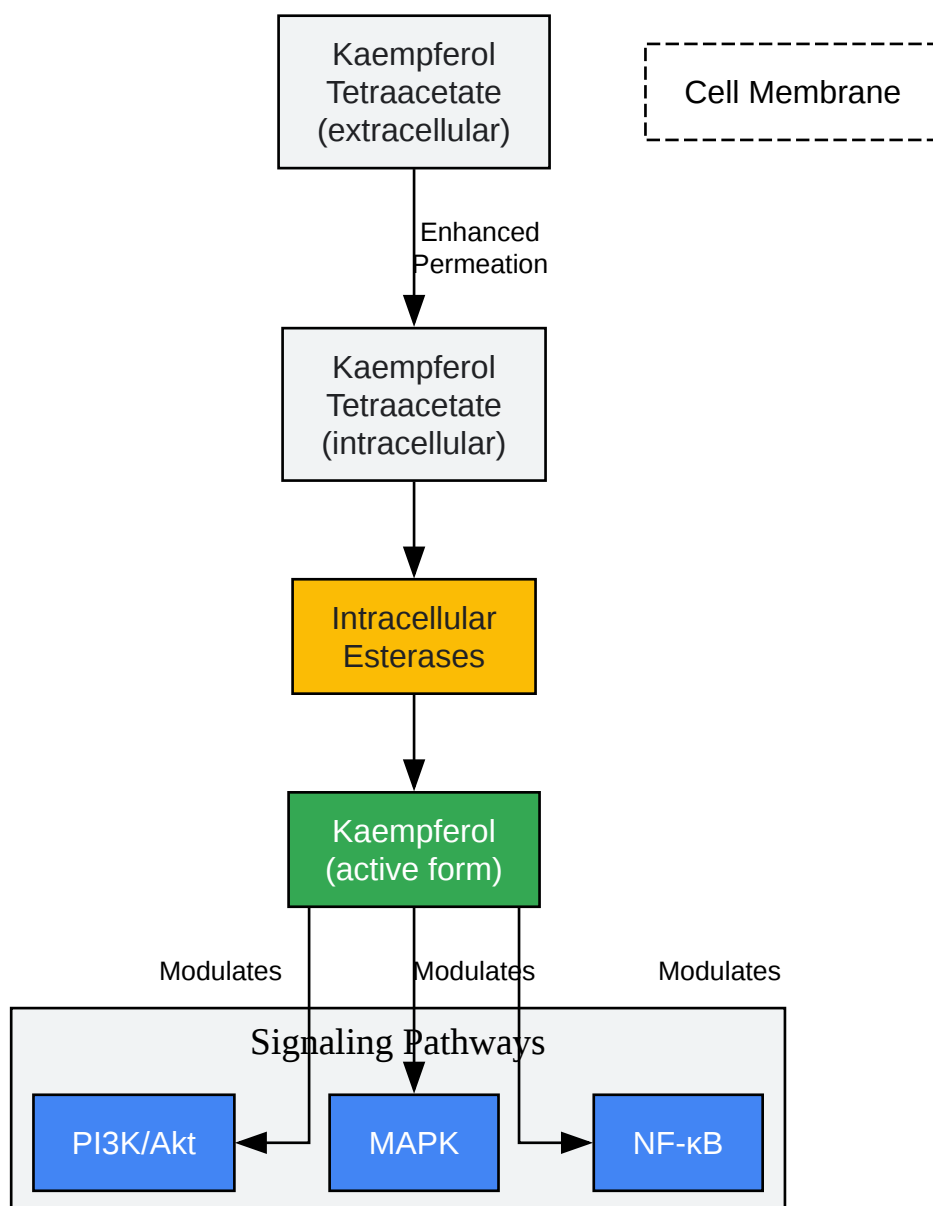 Kaempferol
Tetraacetate
(extracellular)
Cell Membrane
Enhanced
Permeation
Kaempferol
Tetraacetate
(intracellular)
Intracellular
Esterases
Kaempferol
(active form)
Modulates
Modulates
Modulates
Signaling Pathways
PI3K/Akt
MAPK
NF-κB